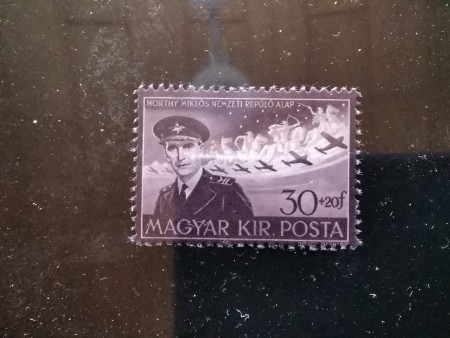 HORTHY MIKLÓS NEMZETI REPÜLŐ ALAP
30+20f
MAGYAR KIR. POSTA